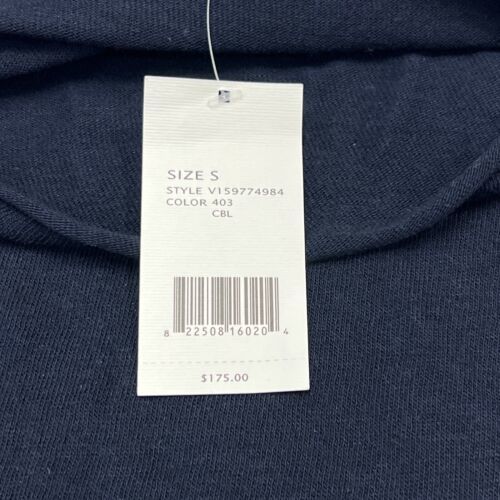 SIZE S
STYLE V159774984
COLOR 403
CBL
8 22508 16020 4
$175.00